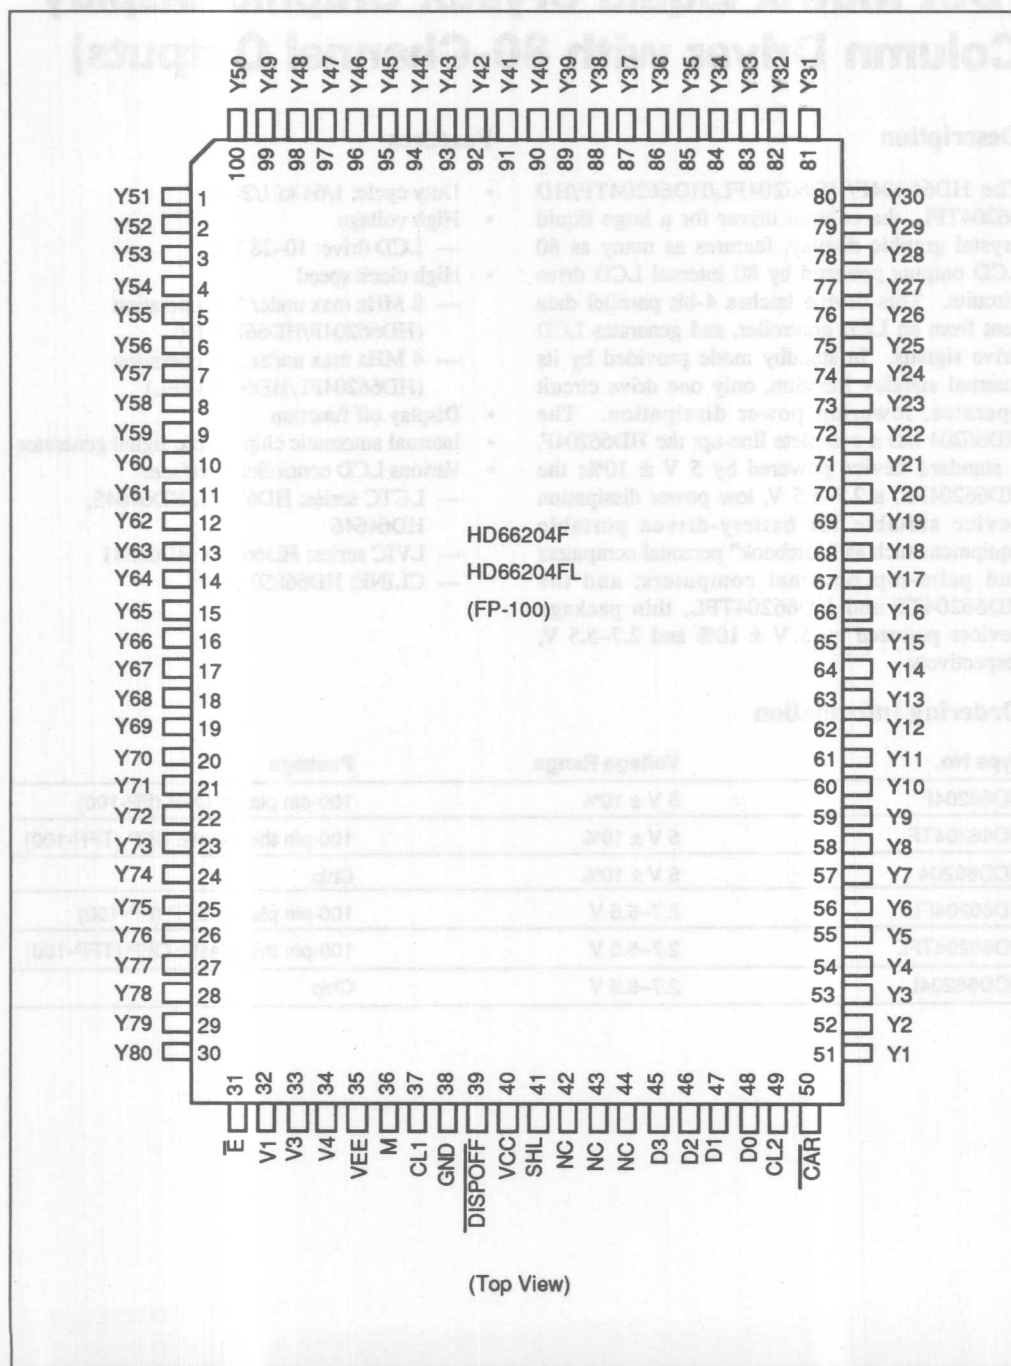 Y50 Y49 Y48 Y47 Y46 Y45 Y44 Y43 Y42 Y41 Y40 Y39 Y38 Y37 Y36 Y35 Y34 Y33 Y32 Y31
100 99 98 97 96 95 94 93 92 91 90 89 88 87 86 85 84 83 82 81
Y51 1 80 Y30
Y52 2 79 Y29
Y53 3 78 Y28
Y54 4 77 Y27
Y55 5 76 Y26
Y56 6 75 Y25
Y57 7 74 Y24
Y58 8 73 Y23
Y59 9 72 Y22
Y60 10 71 Y21
Y61 11 70 Y20
Y62 12 69 Y19
Y63 13 68 Y18
Y64 14 67 Y17
Y65 15 66 Y16
Y66 16 65 Y15
Y67 17 64 Y14
Y68 18 63 Y13
Y69 19 62 Y12
Y70 20 61 Y11
Y71 21 60 Y10
Y72 22 59 Y9
Y73 23 58 Y8
Y74 24 57 Y7
Y75 25 56 Y6
Y76 26 55 Y5
Y77 27 54 Y4
Y78 28 53 Y3
Y79 29 52 Y2
Y80 30 51 Y1
HD66204F
HD66204FL
(FP-100)
31 32 33 34 35 36 37 38 39 40 41 42 43 44 45 46 47 48 49 50
E V1 V3 V4 VEE M CL1 GND DISPOFF VCC SHL NC NC NC D3 D2 D1 D0 CL2 CAR
(Top View)